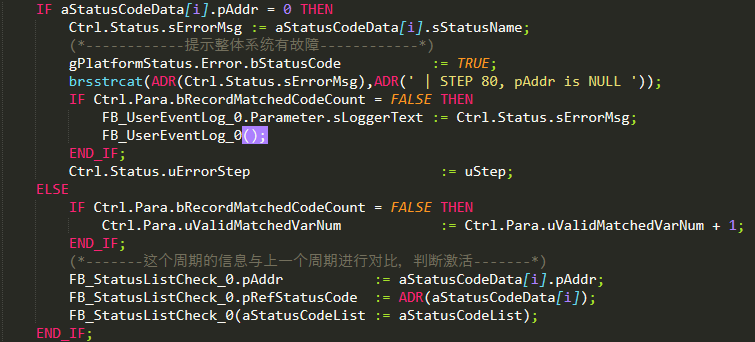 IF aStatusCodeData[i].pAddr = 0 THEN
Ctrl.Status.sErrorMsg := aStatusCodeData[i].sStatusName;
(*------------提示整体系统有故障------------*)
gPlatformStatus.Error.bStatusCode := TRUE;
brsstrcat(ADR(Ctrl.Status.sErrorMsg),ADR(' | STEP 80, pAddr is NULL '));
IF Ctrl.Para.bRecordMatchedCodeCount = FALSE THEN
FB_UserEventLog_0.Parameter.sLoggerText := Ctrl.Status.sErrorMsg;
FB_UserEventLog_0();
END_IF;
Ctrl.Status.uErrorStep := uStep;
ELSE
IF Ctrl.Para.bRecordMatchedCodeCount = FALSE THEN
Ctrl.Para.uValidMatchedVarNum := Ctrl.Para.uValidMatchedVarNum + 1;
END_IF;
(*-------这个周期的信息与上一个周期进行对比，判断激活-------*)
FB_StatusListCheck_0.pAddr := aStatusCodeData[i].pAddr;
FB_StatusListCheck_0.pRefStatusCode := ADR(aStatusCodeData[i]);
FB_StatusListCheck_0(aStatusCodeList := aStatusCodeList);
END_IF;